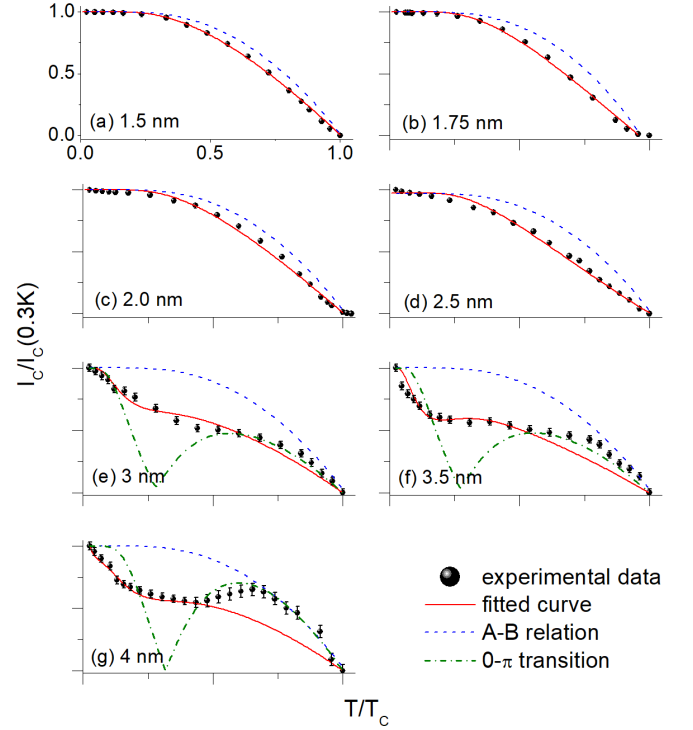 1.0
0.5
0.0
(a) 1.5 nm
(b) 1.75 nm
0.0 0.5 1.0
(c) 2.0 nm
(d) 2.5 nm
I_C/I_C(0.3K)
(e) 3 nm
(f) 3.5 nm
(g) 4 nm
experimental data
fitted curve
A-B relation
0-π transition
T/T_C